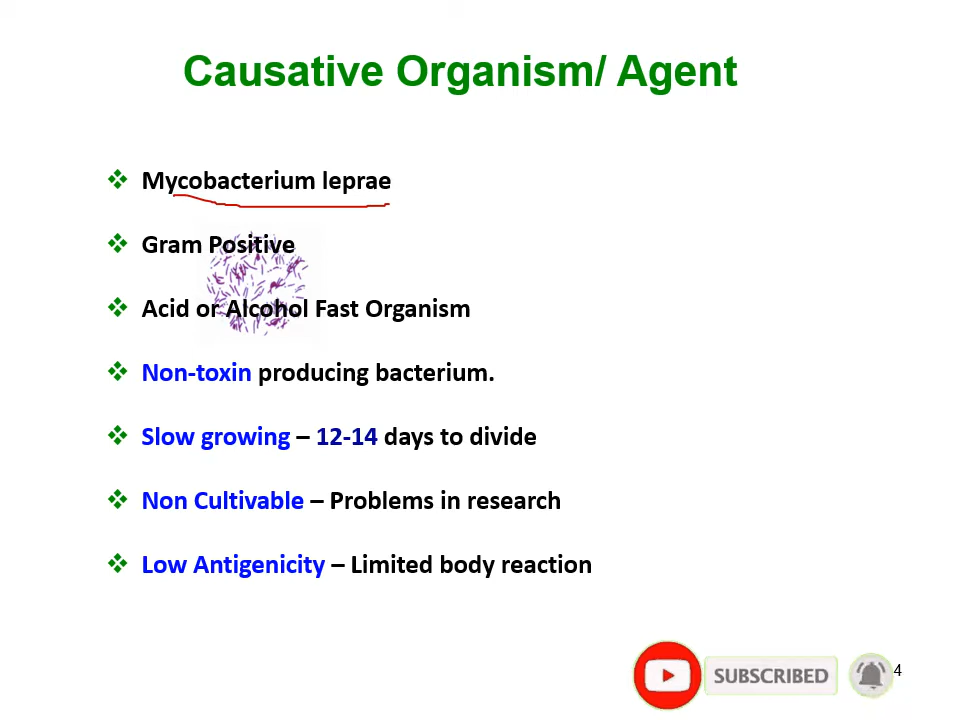 Causative Organism/ Agent
Mycobacterium leprae
Gram Positive
Acid or Alcohol Fast Organism
Non-toxin producing bacterium.
Slow growing – 12-14 days to divide
Non Cultivable – Problems in research
Low Antigenicity – Limited body reaction
SUBSCRIBED
4